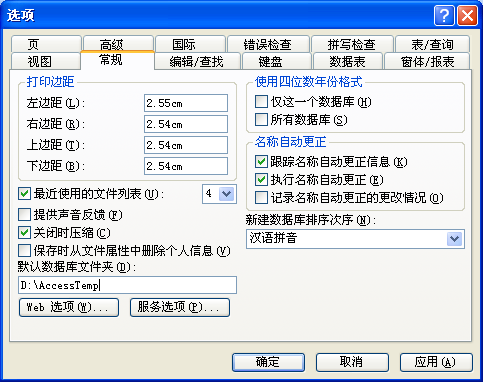 选项
页
高级
国际
错误检查
拼写检查
表/查询
视图
常规
编辑/查找
键盘
数据表
窗体/报表
打印边距
左边距(L): 2.55cm
右边距(R): 2.54cm
上边距(T): 2.54cm
下边距(B): 2.54cm
最近使用的文件列表(U): 4
提供声音反馈(F)
关闭时压缩(C)
保存时从文件属性中删除个人信息(V)
默认数据库文件夹(D):
D:\AccessTemp
Web 选项(W)...
服务选项(P)...
使用四位数年份格式
仅这一个数据库(H)
所有数据库(S)
名称自动更正
跟踪名称自动更正信息(K)
执行名称自动更正(E)
记录名称自动更正的更改情况(O)
新建数据库排序次序(N):
汉语拼音
确定
取消
应用(A)